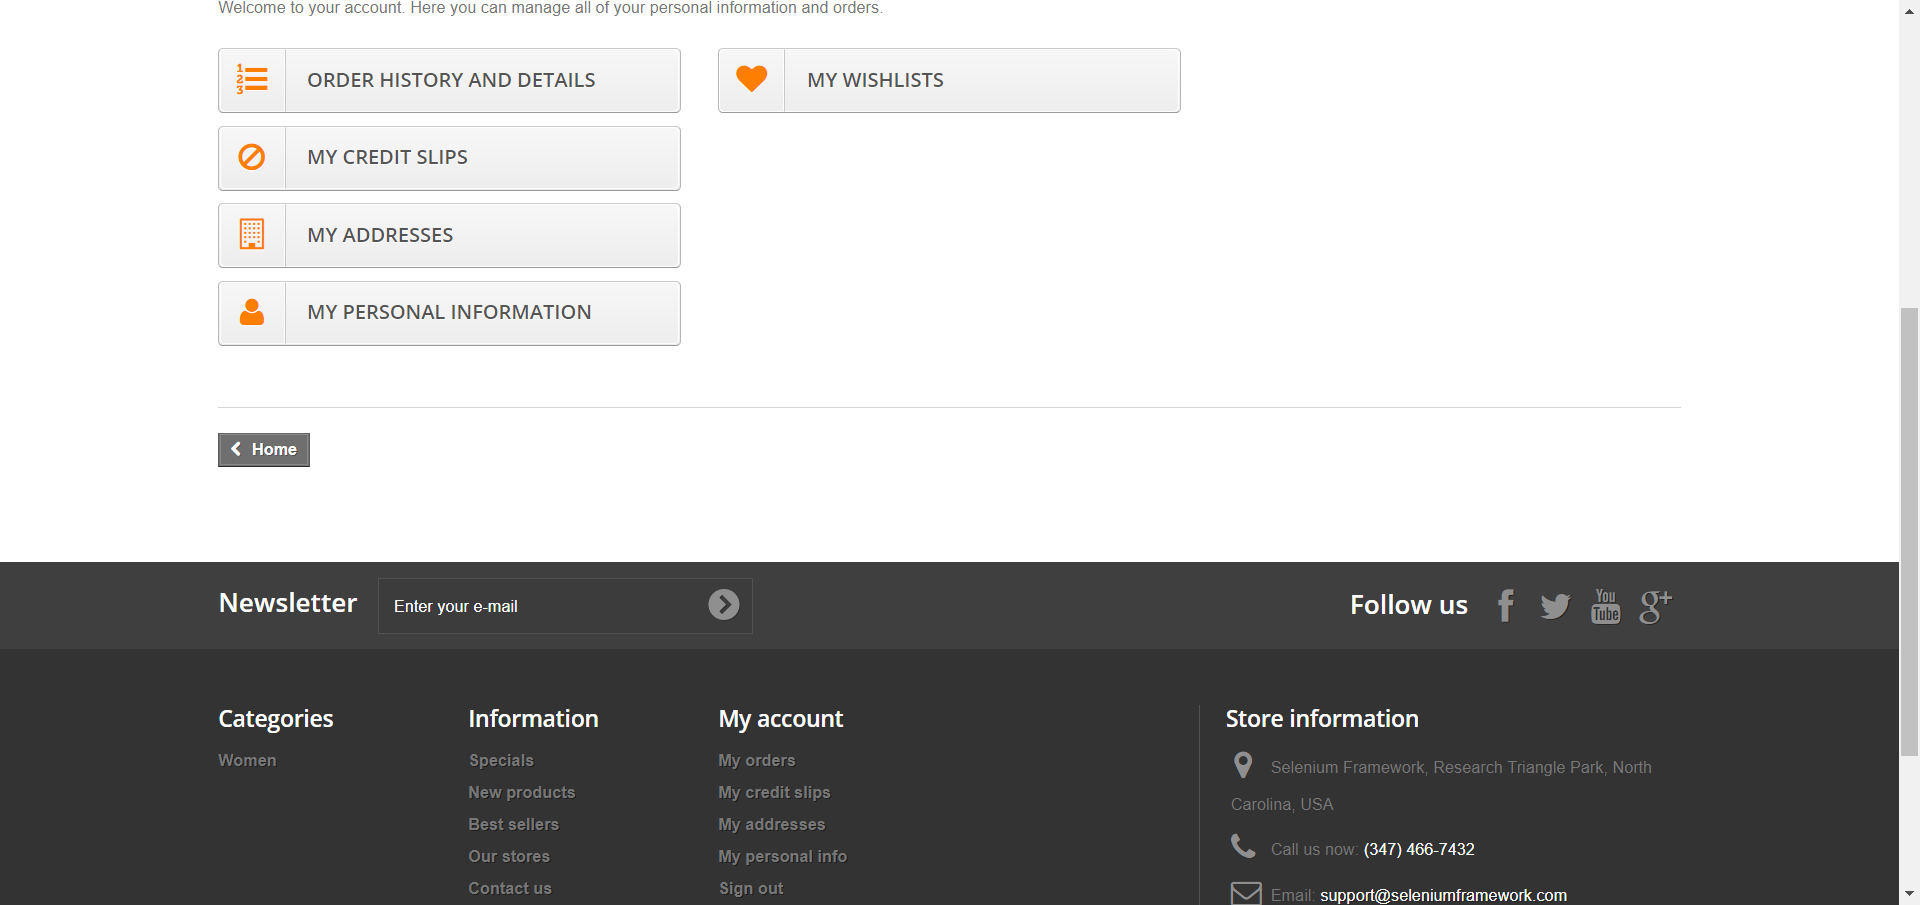 Welcome to your account. Here you can manage all of your personal information and orders.
1
2
3
ORDER HISTORY AND DETAILS
MY WISHLISTS
MY CREDIT SLIPS
MY ADDRESSES
MY PERSONAL INFORMATION
Home
Newsletter
Enter your e-mail
Follow us
You
Tube
g+
Categories
Women
Information
Specials
New products
Best sellers
Our stores
Contact us
My account
My orders
My credit slips
My addresses
My personal info
Sign out
Store information
Selenium Framework, Research Triangle Park, North
Carolina, USA
Call us now: (347) 466-7432
Email: support@seleniumframework.com